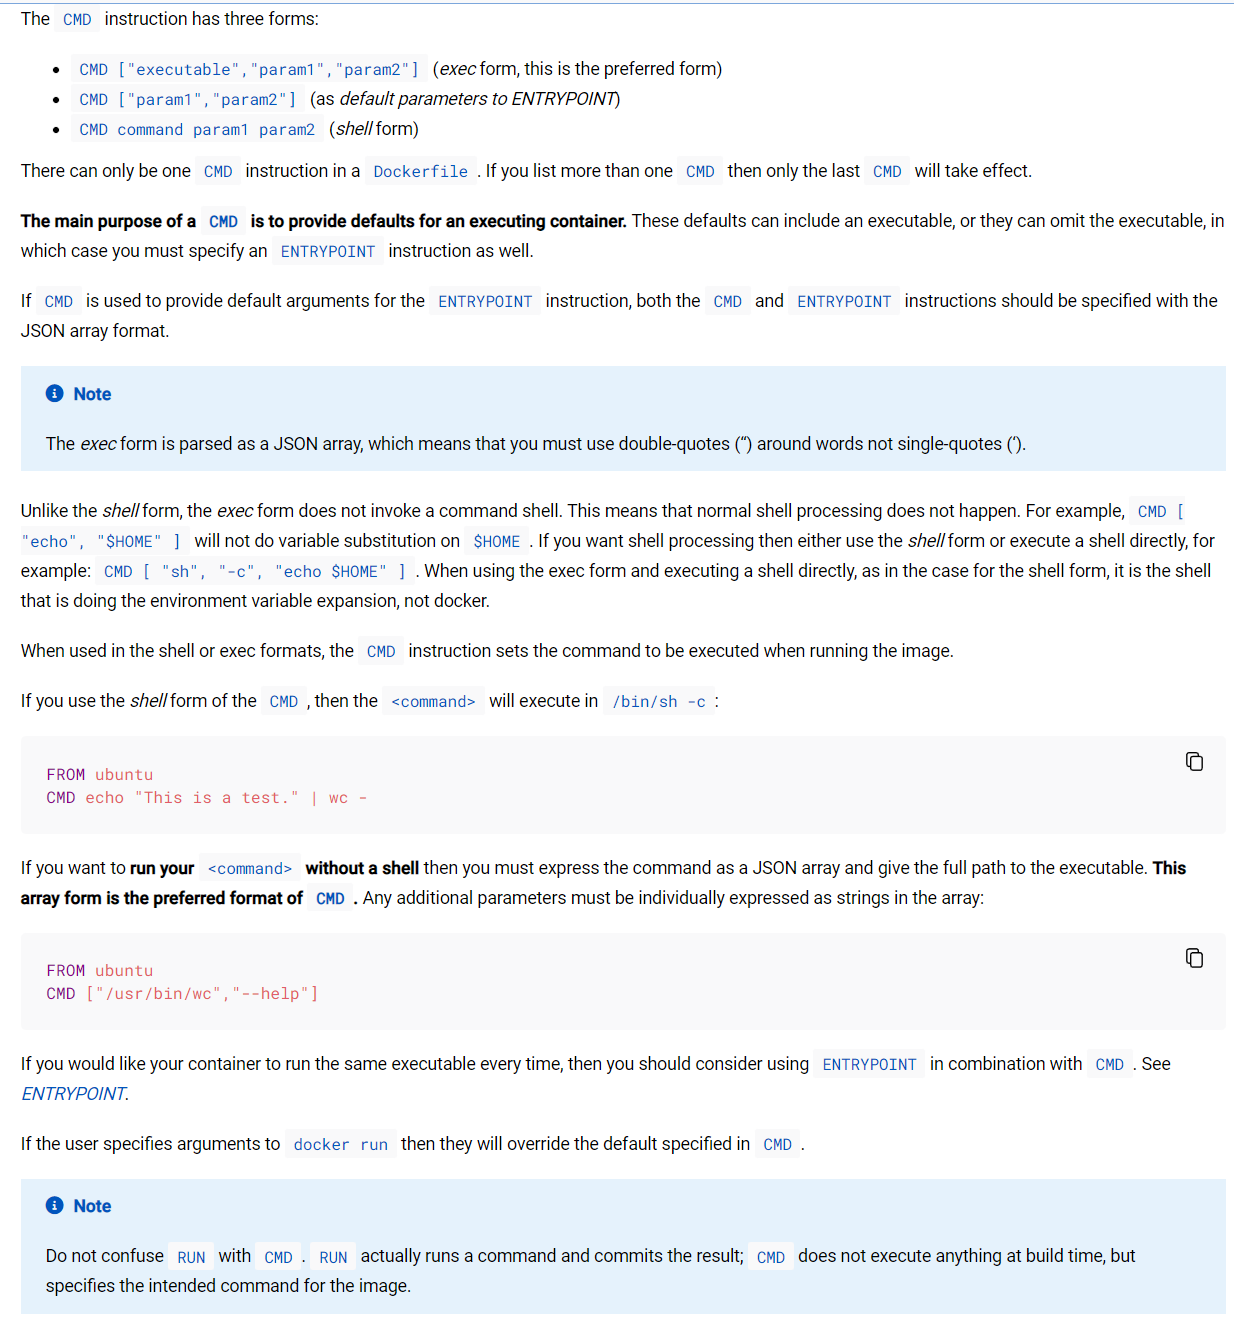 The CMD instruction has three forms:
• CMD ["executable","param1","param2"] (exec form, this is the preferred form)
• CMD ["param1","param2"] (as default parameters to ENTRYPOINT)
• CMD command param1 param2 (shell form)
There can only be one CMD instruction in a Dockerfile . If you list more than one CMD then only the last CMD will take effect.
The main purpose of a CMD is to provide defaults for an executing container. These defaults can include an executable, or they can omit the executable, in
which case you must specify an ENTRYPOINT instruction as well.
If CMD is used to provide default arguments for the ENTRYPOINT instruction, both the CMD and ENTRYPOINT instructions should be specified with the
JSON array format.
Note
The exec form is parsed as a JSON array, which means that you must use double-quotes (“) around words not single-quotes (‘).
Unlike the shell form, the exec form does not invoke a command shell. This means that normal shell processing does not happen. For example, CMD [
"echo", "$HOME" ] will not do variable substitution on $HOME . If you want shell processing then either use the shell form or execute a shell directly, for
example: CMD [ "sh", "-c", "echo $HOME" ] . When using the exec form and executing a shell directly, as in the case for the shell form, it is the shell
that is doing the environment variable expansion, not docker.
When used in the shell or exec formats, the CMD instruction sets the command to be executed when running the image.
If you use the shell form of the CMD , then the <command> will execute in /bin/sh -c :
FROM ubuntu
CMD echo "This is a test." | wc -
If you want to run your <command> without a shell then you must express the command as a JSON array and give the full path to the executable. This
array form is the preferred format of CMD . Any additional parameters must be individually expressed as strings in the array:
FROM ubuntu
CMD ["/usr/bin/wc","--help"]
If you would like your container to run the same executable every time, then you should consider using ENTRYPOINT in combination with CMD . See
ENTRYPOINT.
If the user specifies arguments to docker run then they will override the default specified in CMD .
Note
Do not confuse RUN with CMD . RUN actually runs a command and commits the result; CMD does not execute anything at build time, but
specifies the intended command for the image.